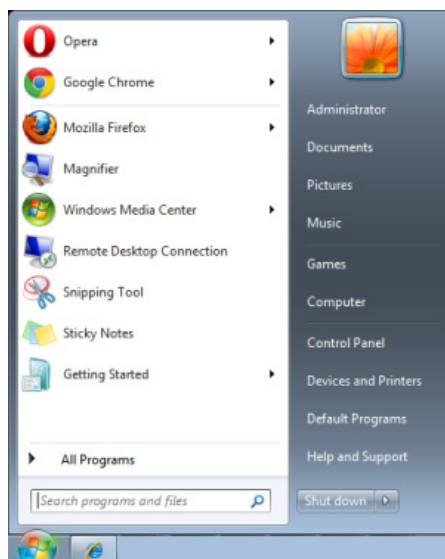 Opera
Google Chrome
Mozilla Firefox
Magnifier
Windows Media Center
Remote Desktop Connection
Snipping Tool
Sticky Notes
Getting Started
All Programs
Search programs and files
Administrator
Documents
Pictures
Music
Games
Computer
Control Panel
Devices and Printers
Default Programs
Help and Support
Shut down